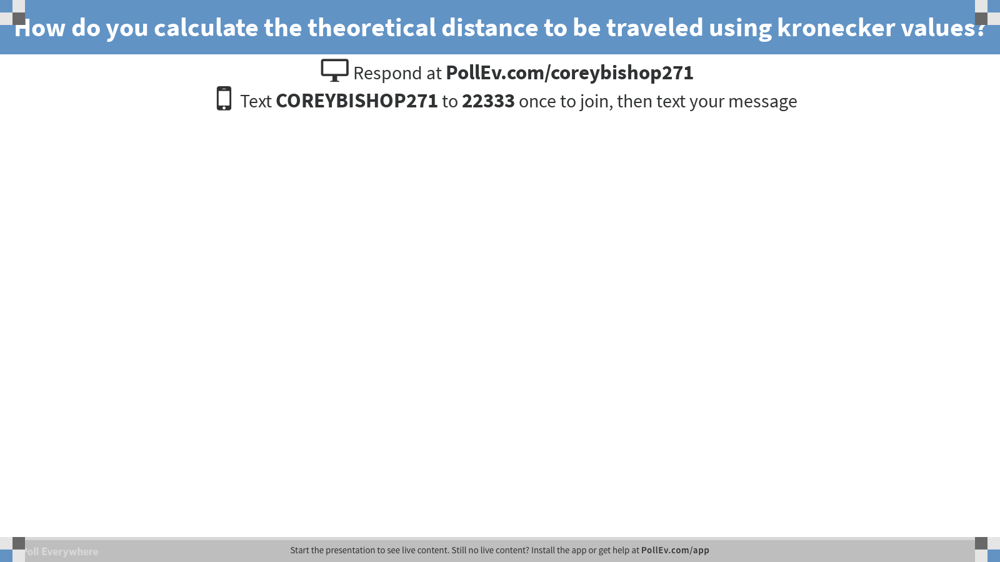 How do you calculate the theoretical distance to be traveled using kronecker values?
Respond at PollEv.com/coreybishop271
Text COREYBISHOP271 to 22333 once to join, then text your message
Poll Everywhere
Start the presentation to see live content. Still no live content? Install the app or get help at PollEv.com/app